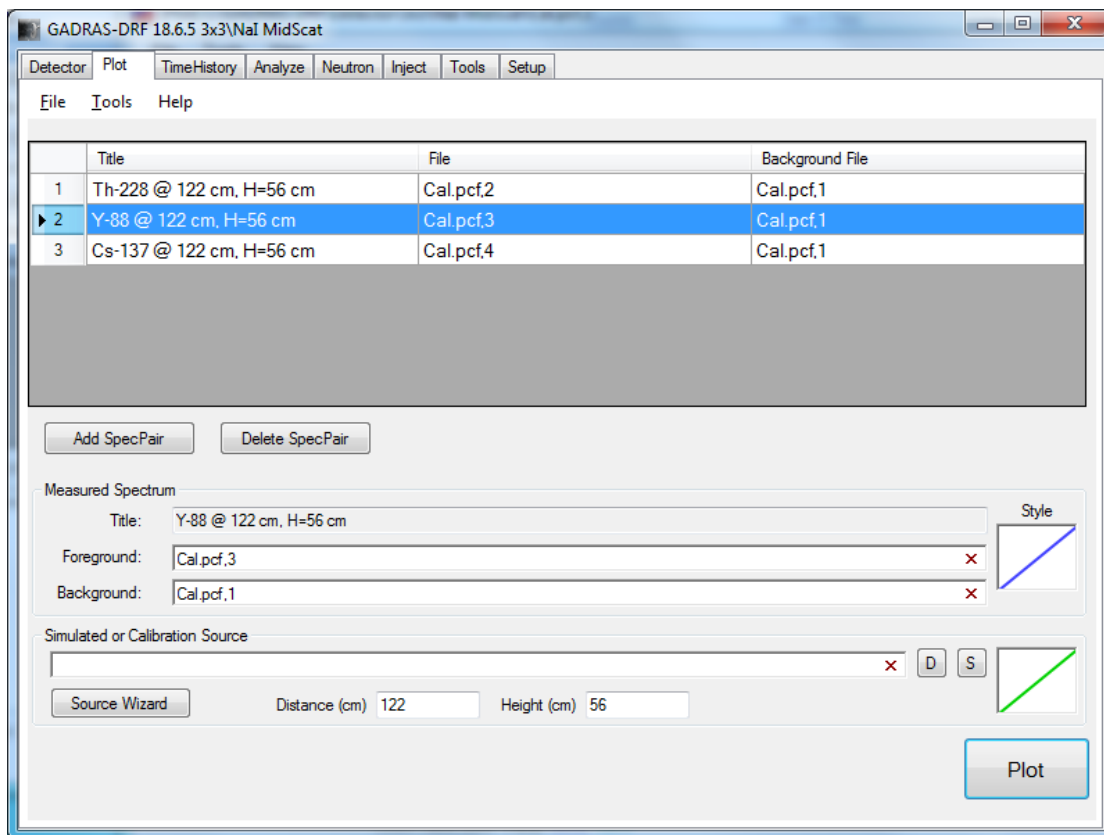 GADRAS-DRF 18.6.5 3x3\NaI MidScat
Detector Plot TimeHistory Analyze Neutron Inject Tools Setup
File Tools Help
Title File Background File
1 Th-228 @ 122 cm, H=56 cm Cal.pcf,2 Cal.pcf,1
2 Y-88 @ 122 cm, H=56 cm Cal.pcf,3 Cal.pcf,1
3 Cs-137 @ 122 cm, H=56 cm Cal.pcf,4 Cal.pcf,1
Add SpecPair Delete SpecPair
Measured Spectrum
Title: Y-88 @ 122 cm, H=56 cm Style
Foreground: Cal.pcf,3
Background: Cal.pcf,1
Simulated or Calibration Source
D S
Source Wizard Distance (cm) 122 Height (cm) 56
Plot